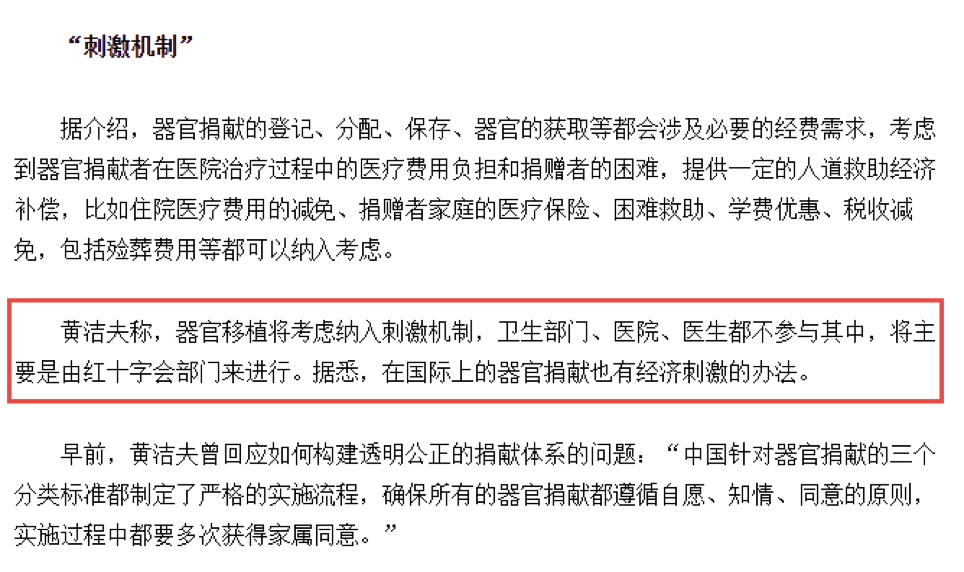 “刺激机制”
据介绍，器官捐献的登记、分配、保存、器官的获取等都会涉及必要的经费需求，考虑
到器官捐献者在医院治疗过程中的医疗费用负担和捐赠者的困难，提供一定的人道救助经济
补偿，比如住院医疗费用的减免、捐赠者家庭的医疗保险、困难救助、学费优惠、税收减
免，包括殓葬费用等都可以纳入考虑。
黄洁夫称，器官移植将考虑纳入刺激机制，卫生部门、医院、医生都不参与其中，将主
要是由红十字会部门来进行。据悉，在国际上的器官捐献也有经济刺激的办法。
早前，黄洁夫曾回应如何构建透明公正的捐献体系的问题：“中国针对器官捐献的三个
分类标准都制定了严格的实施流程，确保所有的器官捐献都遵循自愿、知情、同意的原则，
实施过程中都要多次获得家属同意。”